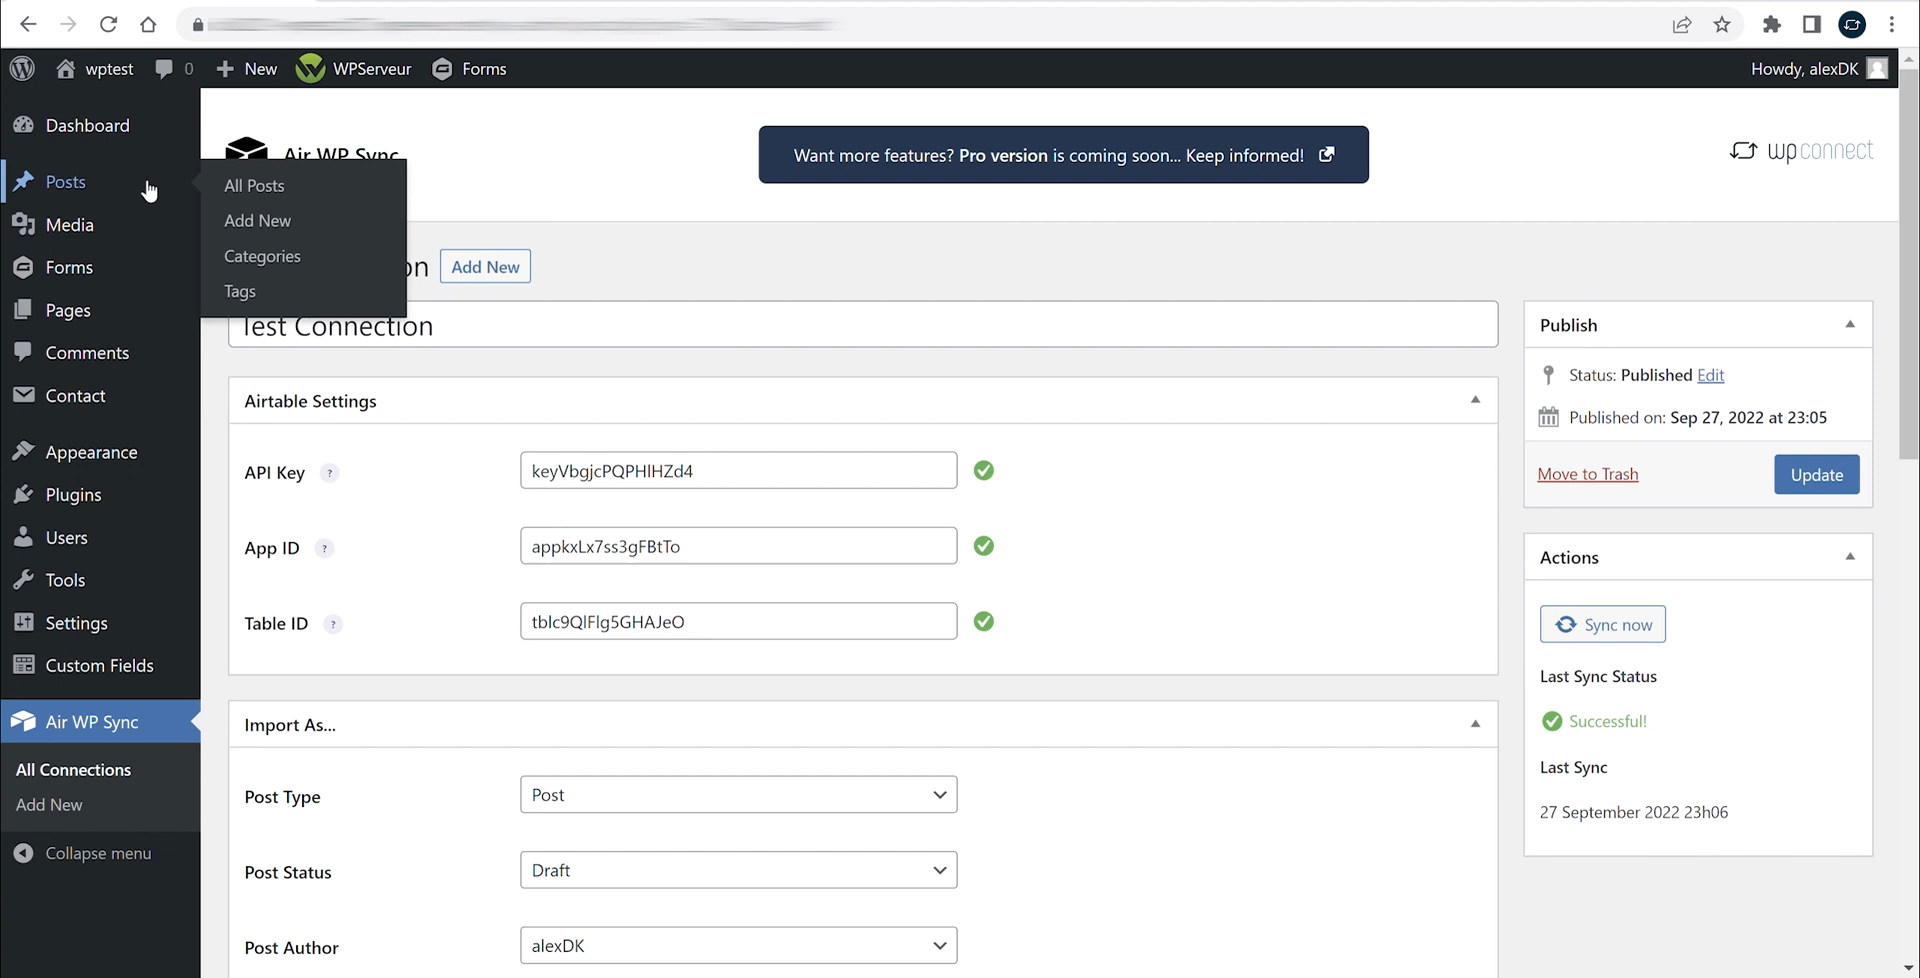 wptest 0 New WPServeur Forms Howdy, alexDK
Dashboard
Posts
Media
Forms
Pages
Comments
Contact
Appearance
Plugins
Users
Tools
Settings
Custom Fields
Air WP Sync
All Connections
Add New
Collapse menu
All Posts
Add New
Categories
Tags
Air WP Sync
Want more features? Pro version is coming soon... Keep informed!
wpconnect
on Add New
Test Connection
Airtable Settings
API Key ? keyVbgjcPQPHIHZd4
App ID ? appkxLx7ss3gFBtTo
Table ID ? tblc9QlFlg5GHAJeO
Import As...
Post Type Post
Post Status Draft
Post Author alexDK
Publish
Status: Published Edit
Published on: Sep 27, 2022 at 23:05
Move to Trash Update
Actions
Sync now
Last Sync Status
Successful!
Last Sync
27 September 2022 23h06